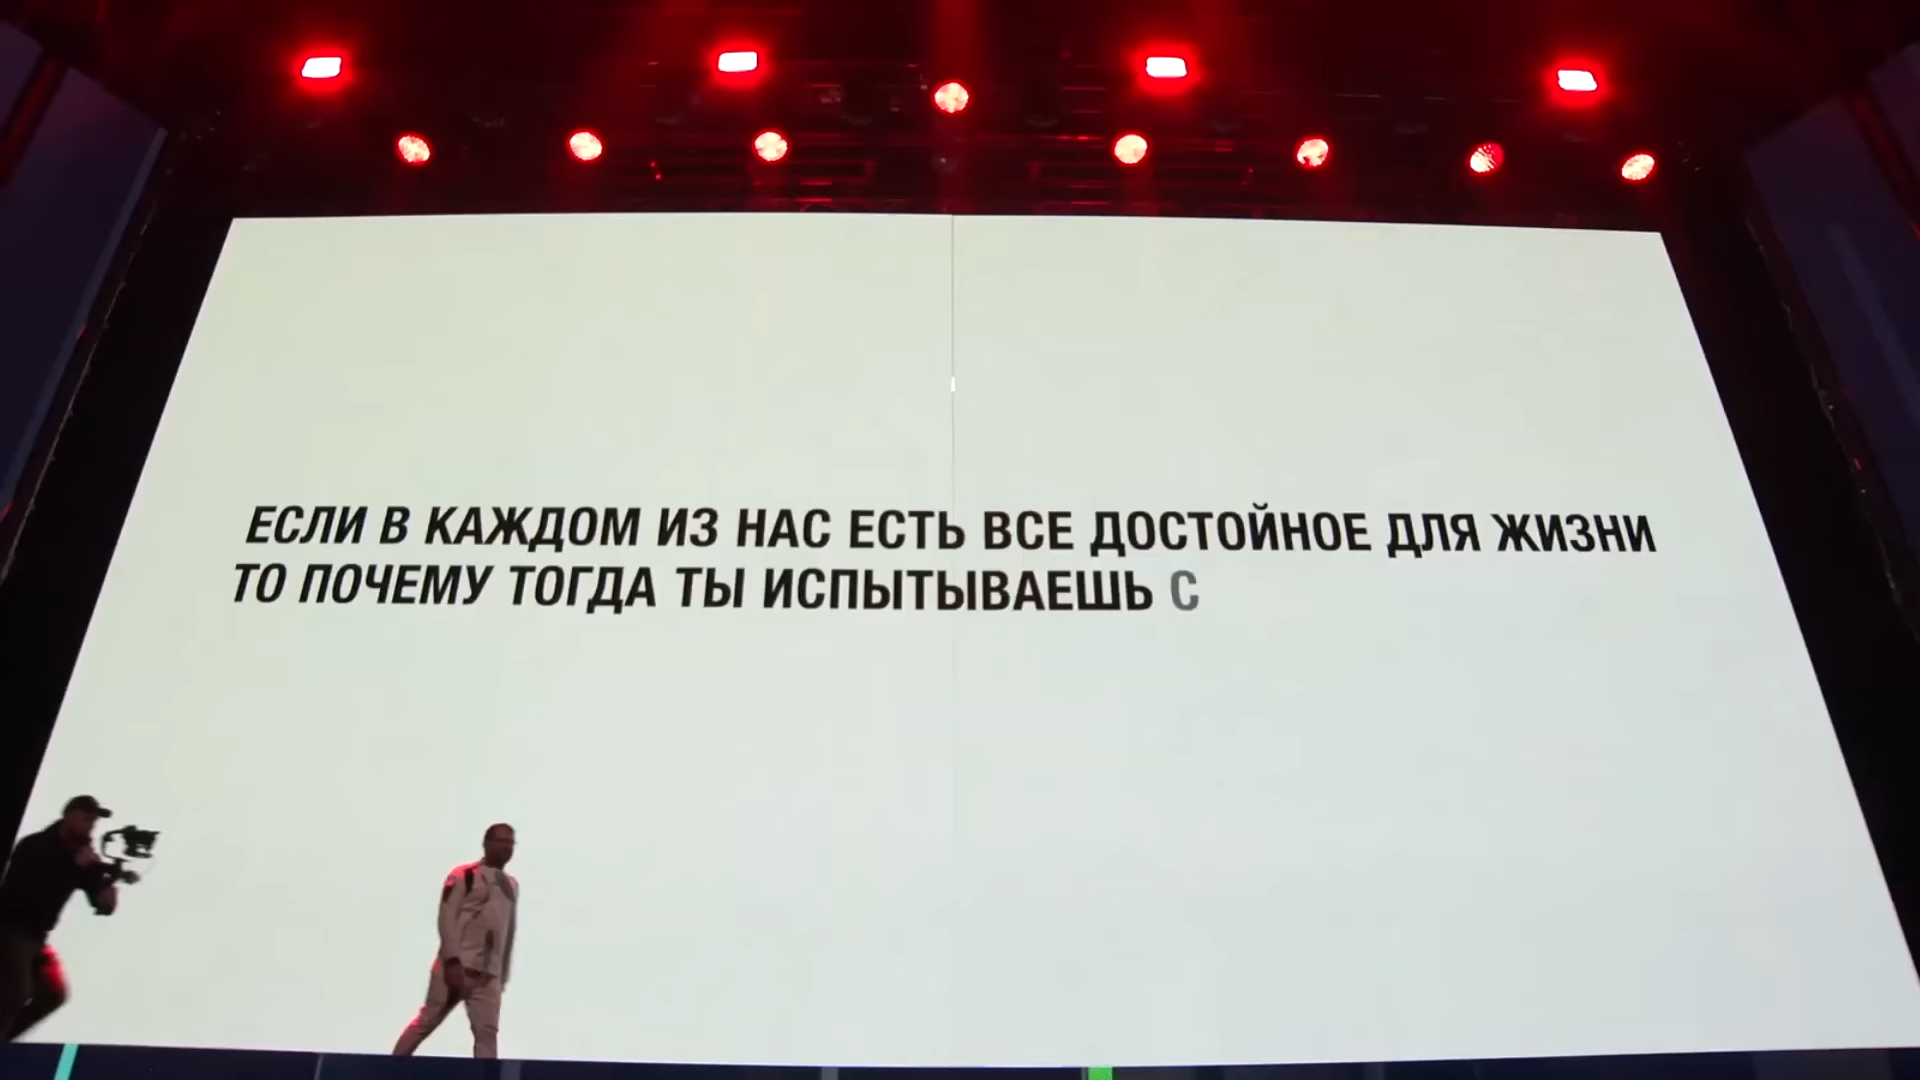 ЕСЛИ В КАЖДОМ ИЗ НАС ЕСТЬ ВСЕ ДОСТОЙНОЕ ДЛЯ ЖИЗНИ
ТО ПОЧЕМУ ТОГДА ТЫ ИСПЫТЫВАЕШЬ С